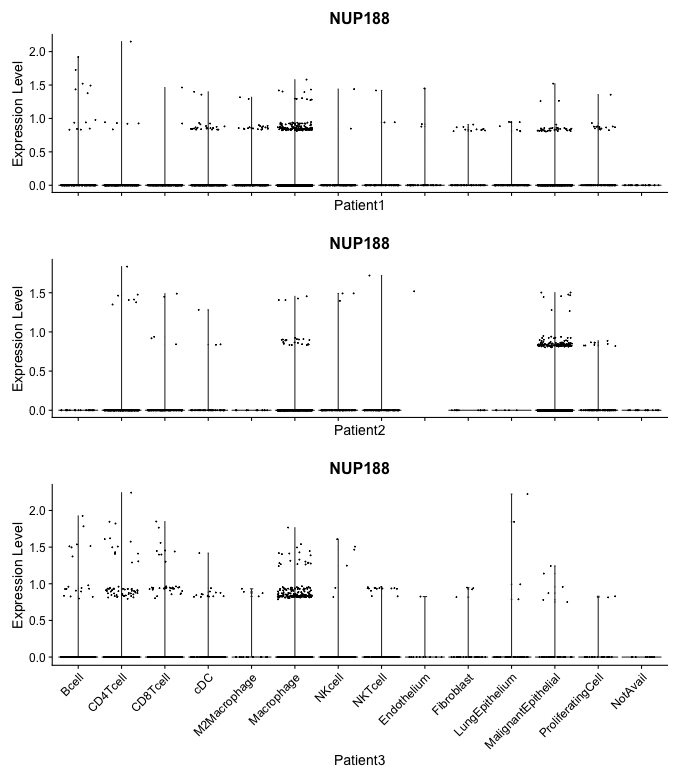 NUP188
Expression Level
2.0
1.5
1.0
0.5
0.0
Patient1
NUP188
Expression Level
1.5
1.0
0.5
0.0
Patient2
NUP188
Expression Level
2.0
1.5
1.0
0.5
0.0
Bcell
CD4Tcell
CD8Tcell
cDC
M2Macrophage
Macrophage
NKcell
NKTcell
Endothelium
Fibroblast
LungEpithelium
MalignantEpithelial
ProliferatingCell
NotAvail
Patient3